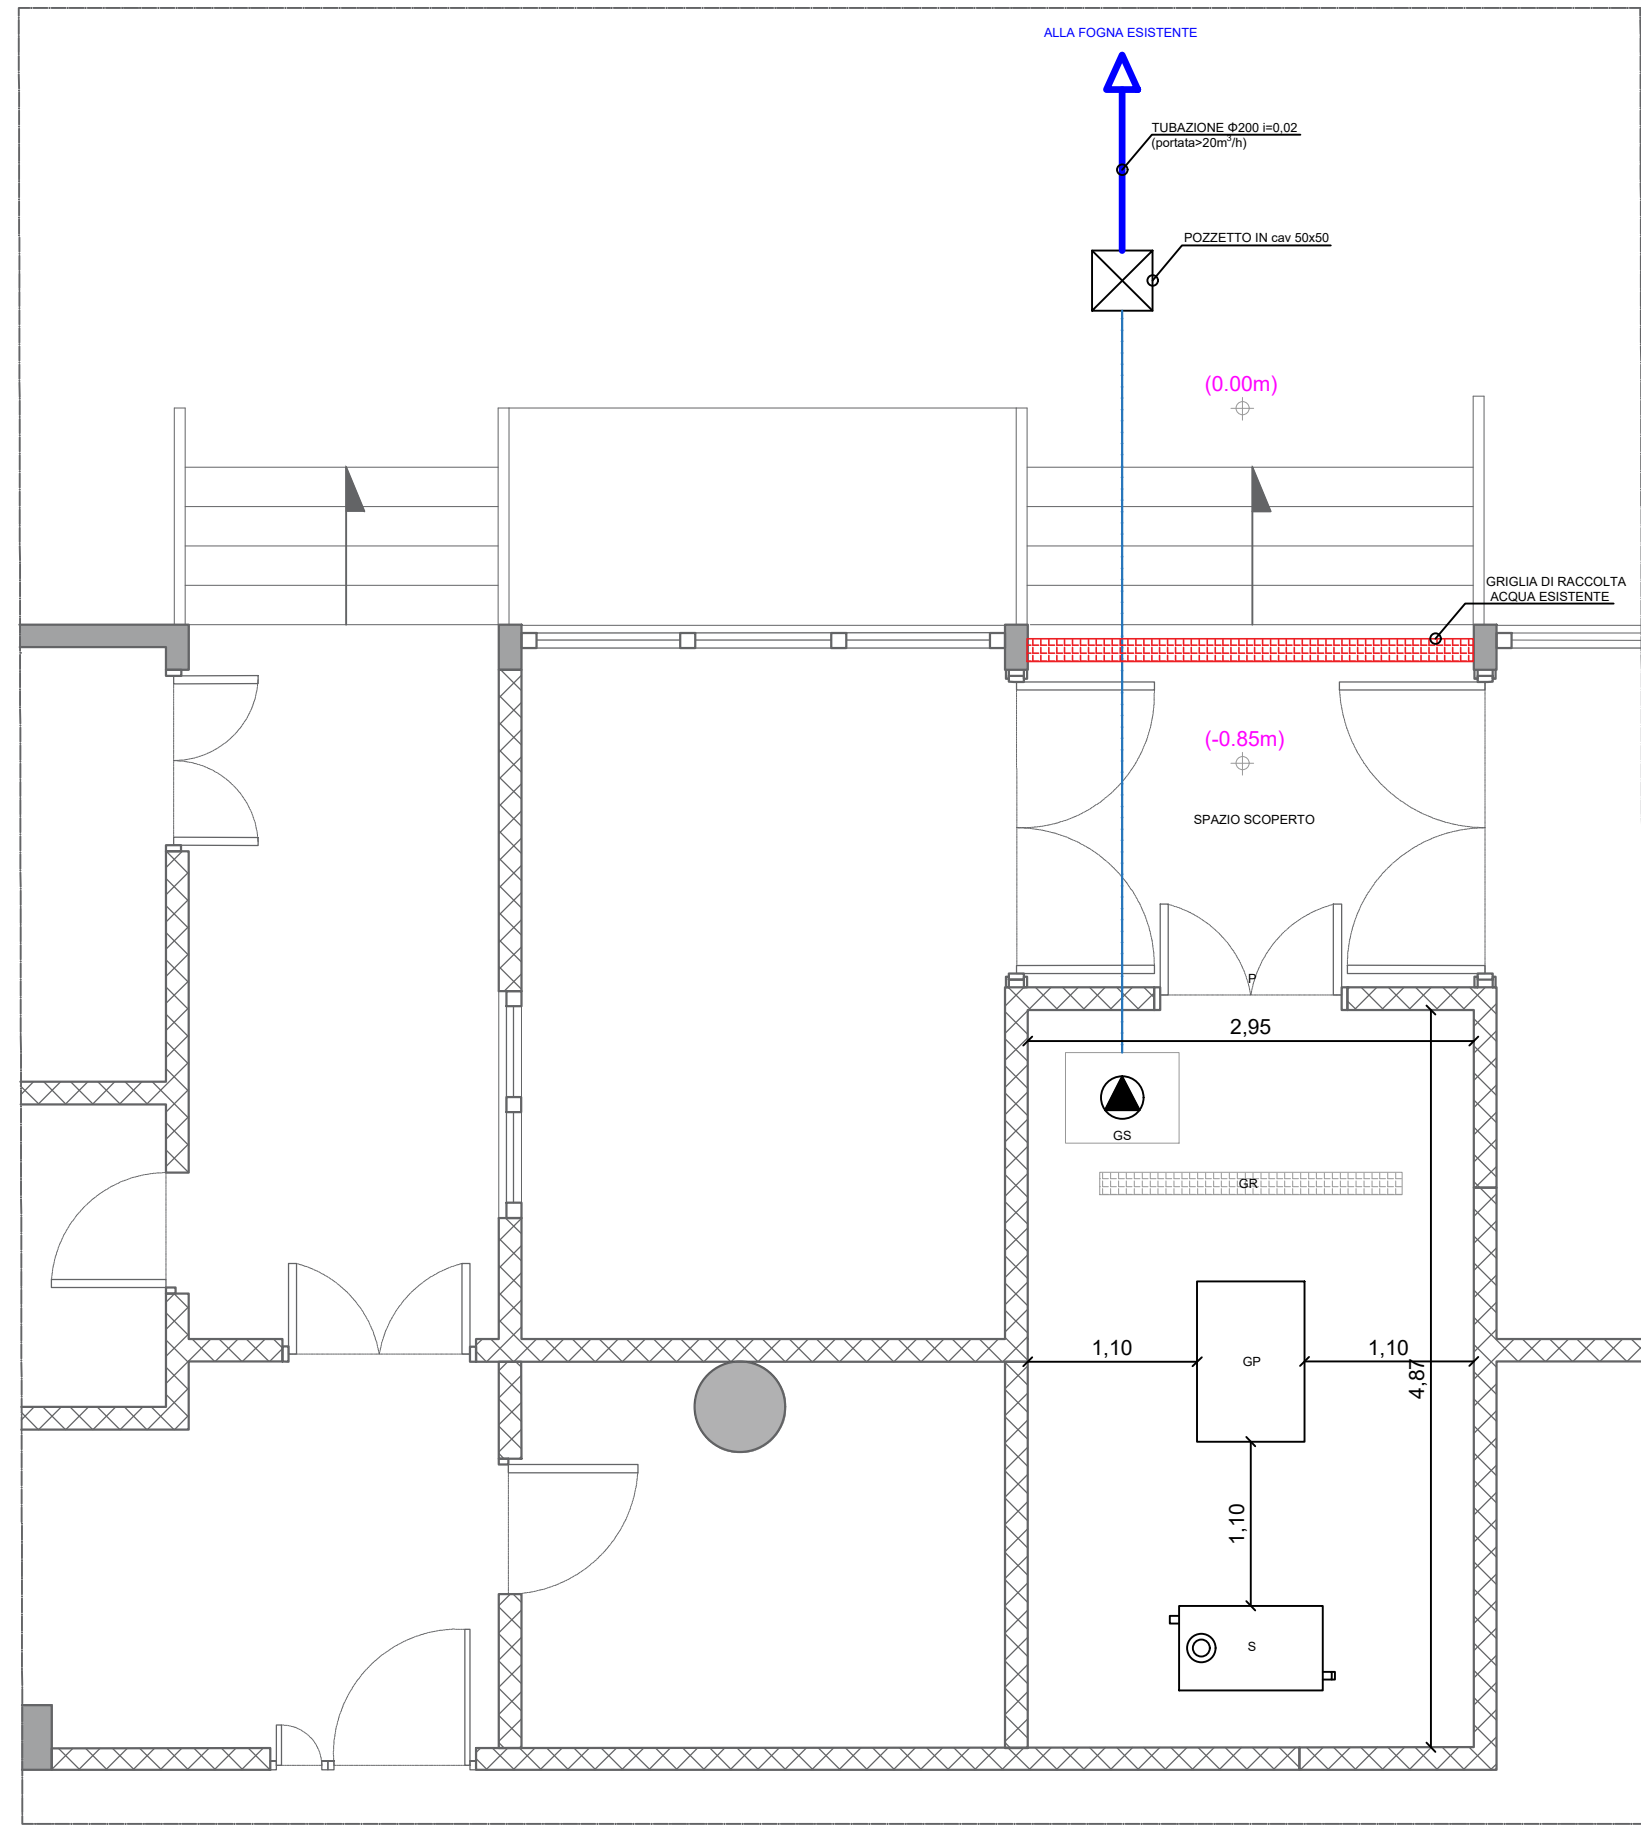 ALLA FOGNA ESISTENTE
TUBAZIONE Φ200 i=0,02
(portata>20m³/h)
POZZETTO IN cav 50x50
(0.00m)
GRIGLIA DI RACCOLTA
ACQUA ESISTENTE
(-0.85m)
SPAZIO SCOPERTO
P
2,95
GS
GR
1,10
GP
1,10
4,87
1,10
S